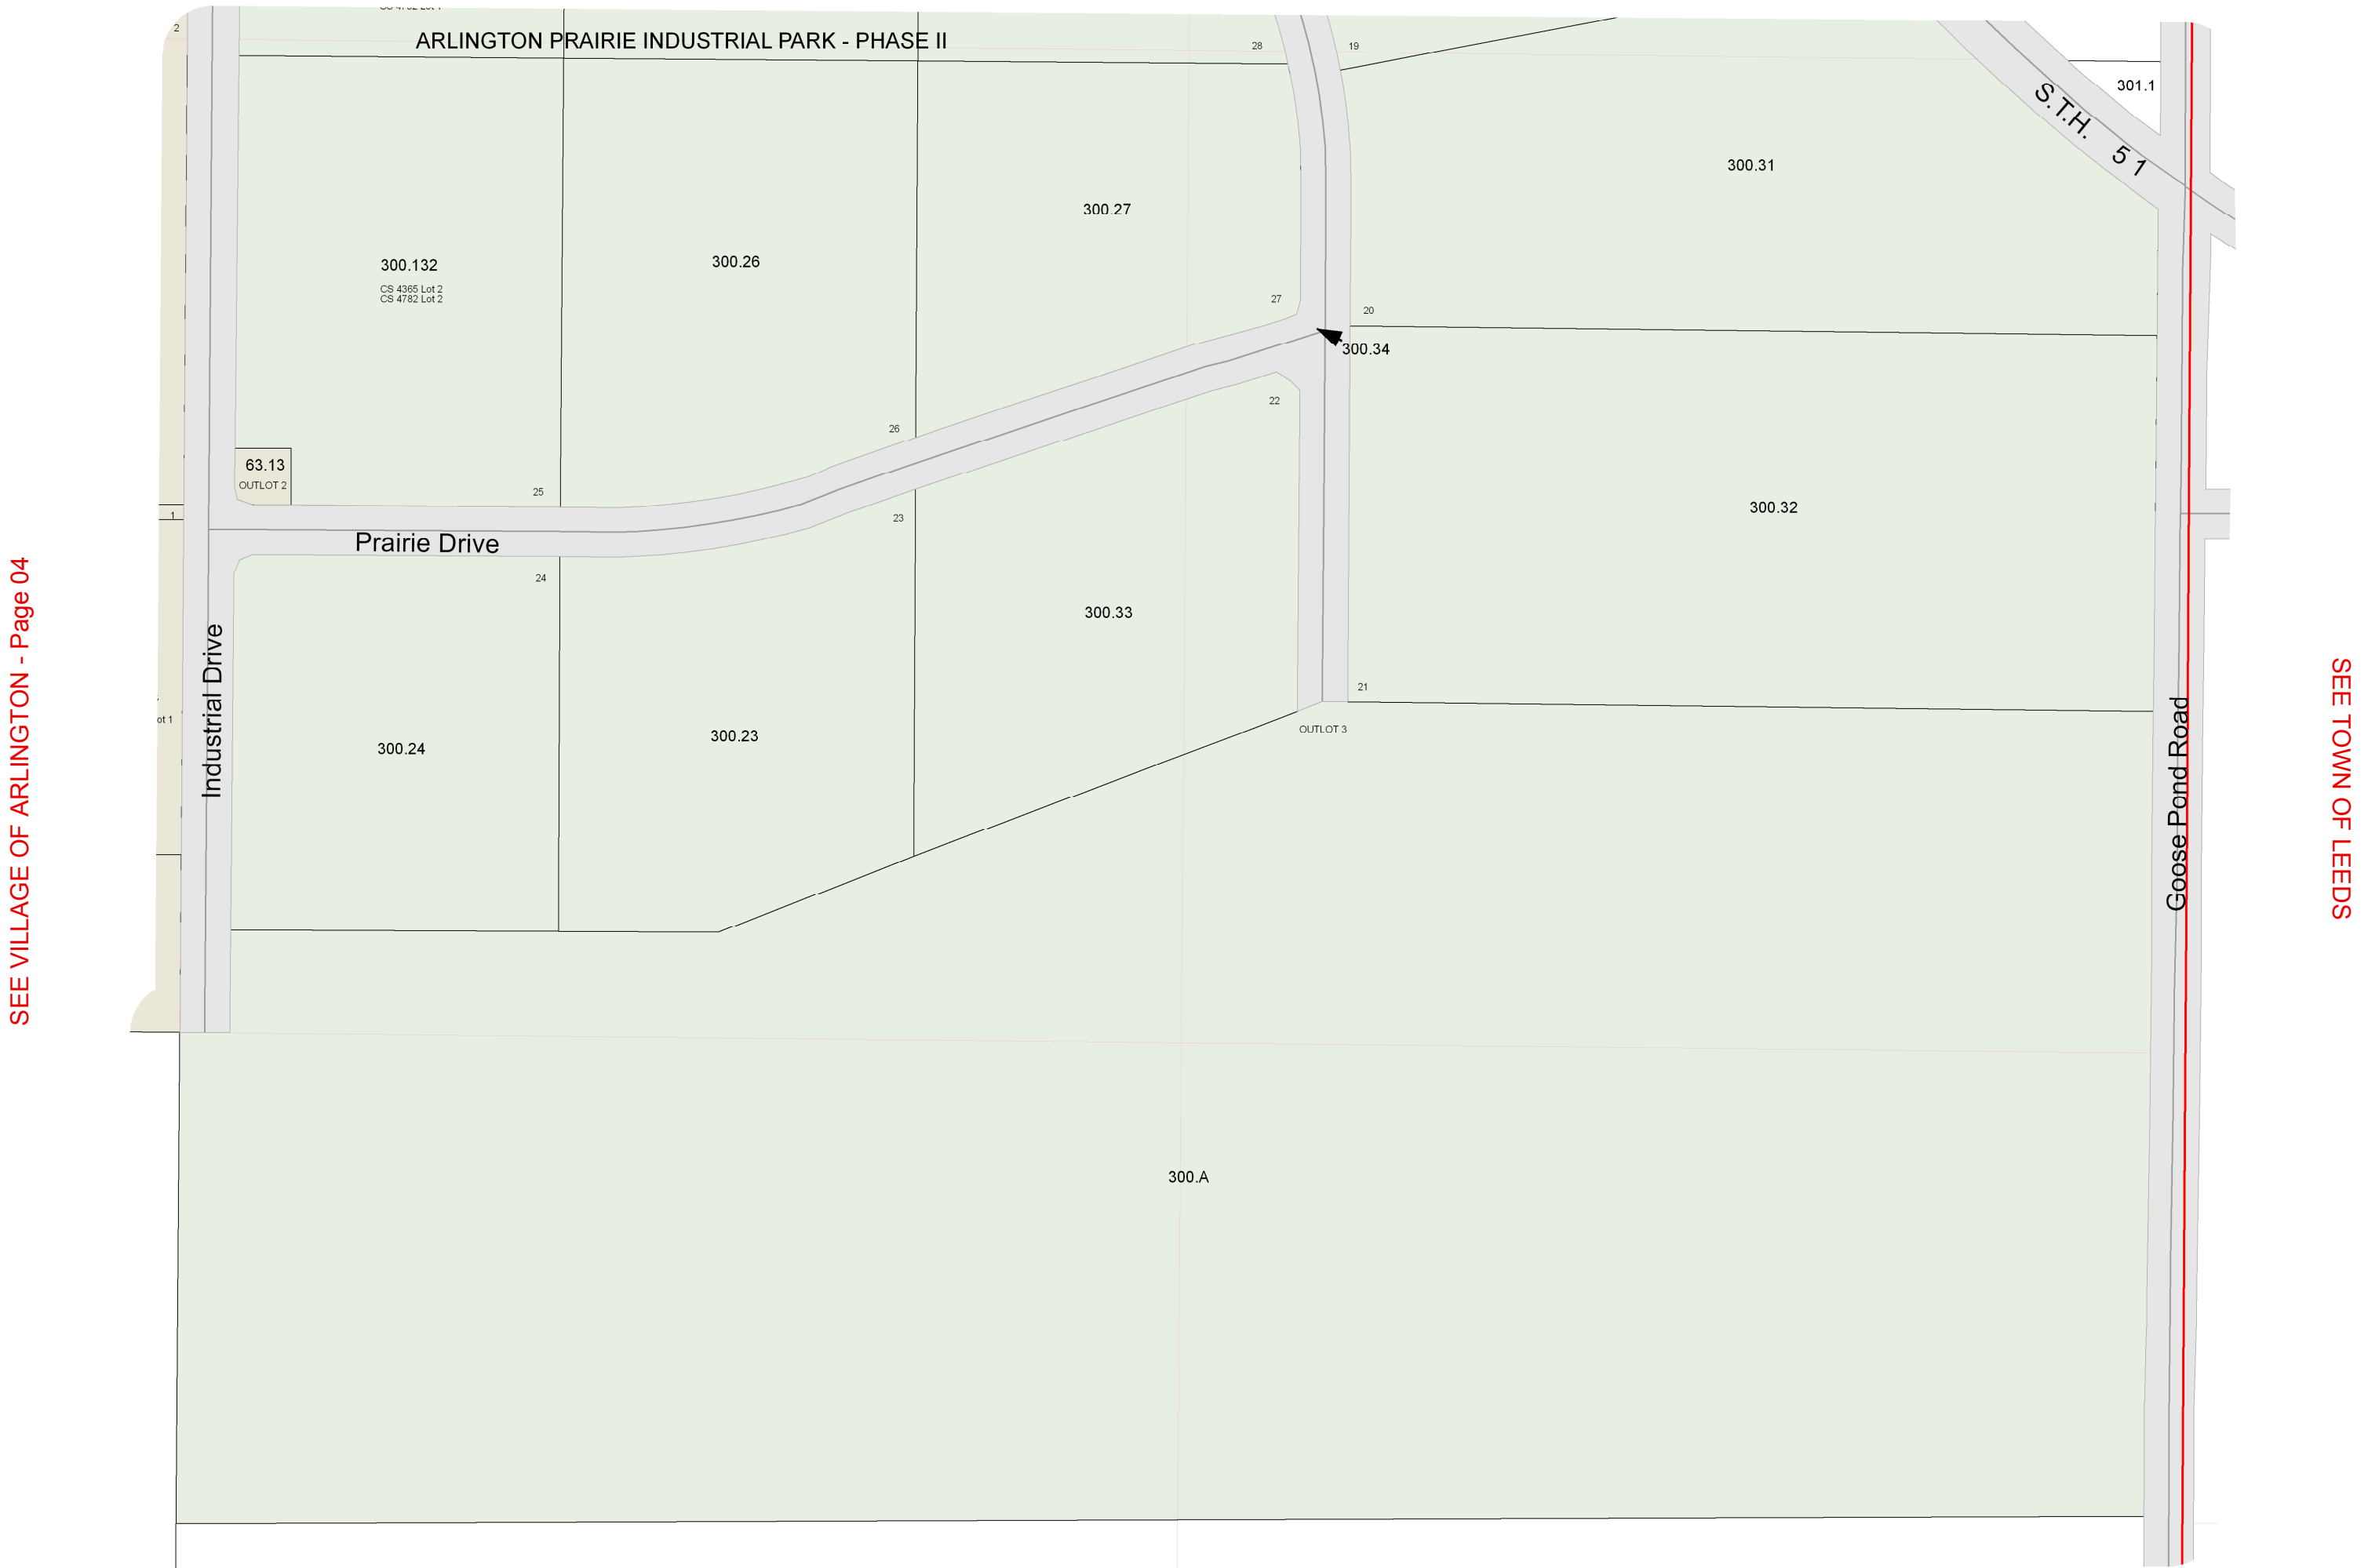 2
ARLINGTON PRAIRIE INDUSTRIAL PARK - PHASE II
28
19
301.1
S.T.H. 51
300.31
300.27
300.132
CS 4365 Lot 2
CS 4782 Lot 2
300.26
27
20
300.34
22
26
63.13
OUTLOT 2
25
23
1
Prairie Drive
24
300.32
300.33
SEE VILLAGE OF ARLINGTON - Page 04
Industrial Drive
ot 1
300.24
300.23
21
OUTLOT 3
Goose Pond Road
SEE TOWN OF LEEDS
300.A